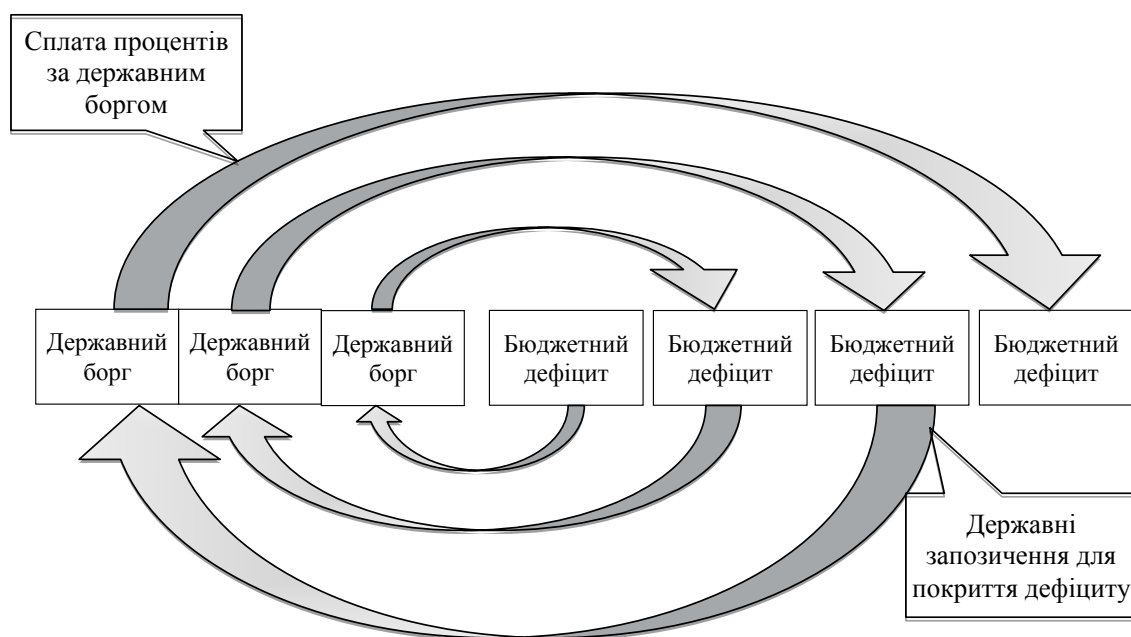 Сплата процентів
за державним
боргом
Державний
борг
Державний
борг
Державний
борг
Бюджетний
дефіцит
Бюджетний
дефіцит
Бюджетний
дефіцит
Бюджетний
дефіцит
Державні
запозичення для
покриття дефіциту